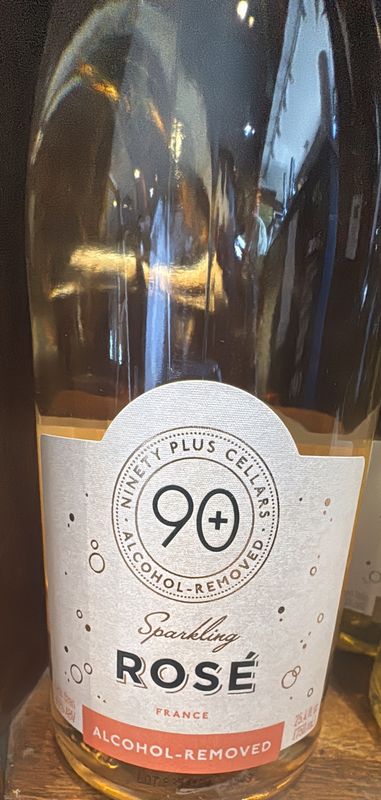 NINETY PLUS CELLARS
90+
ALCOHOL-REMOVED
Sparkling
ROSÉ
FRANCE
ALCOHOL-REMOVED